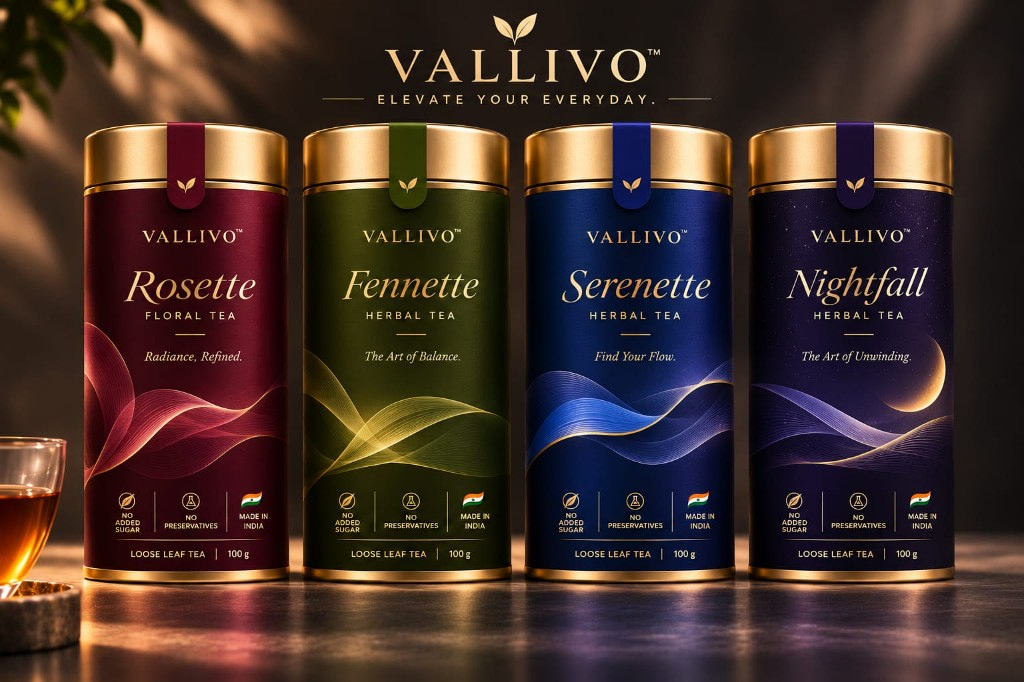 VALLIVO™
ELEVATE YOUR EVERYDAY.
VALLIVO™
Rosette
FLORAL TEA
Radiance, Refined.
NO ADDED SUGAR
NO PRESERVATIVES
MADE IN INDIA
LOOSE LEAF TEA | 100 g
VALLIVO™
Fennette
HERBAL TEA
The Art of Balance.
NO ADDED SUGAR
NO PRESERVATIVES
MADE IN INDIA
LOOSE LEAF TEA | 100 g
VALLIVO™
Serenette
HERBAL TEA
Find Your Flow.
NO ADDED SUGAR
NO PRESERVATIVES
MADE IN INDIA
LOOSE LEAF TEA | 100 g
VALLIVO™
Nightfall
HERBAL TEA
The Art of Unwinding.
NO ADDED SUGAR
NO PRESERVATIVES
MADE IN INDIA
LOOSE LEAF TEA | 100 g